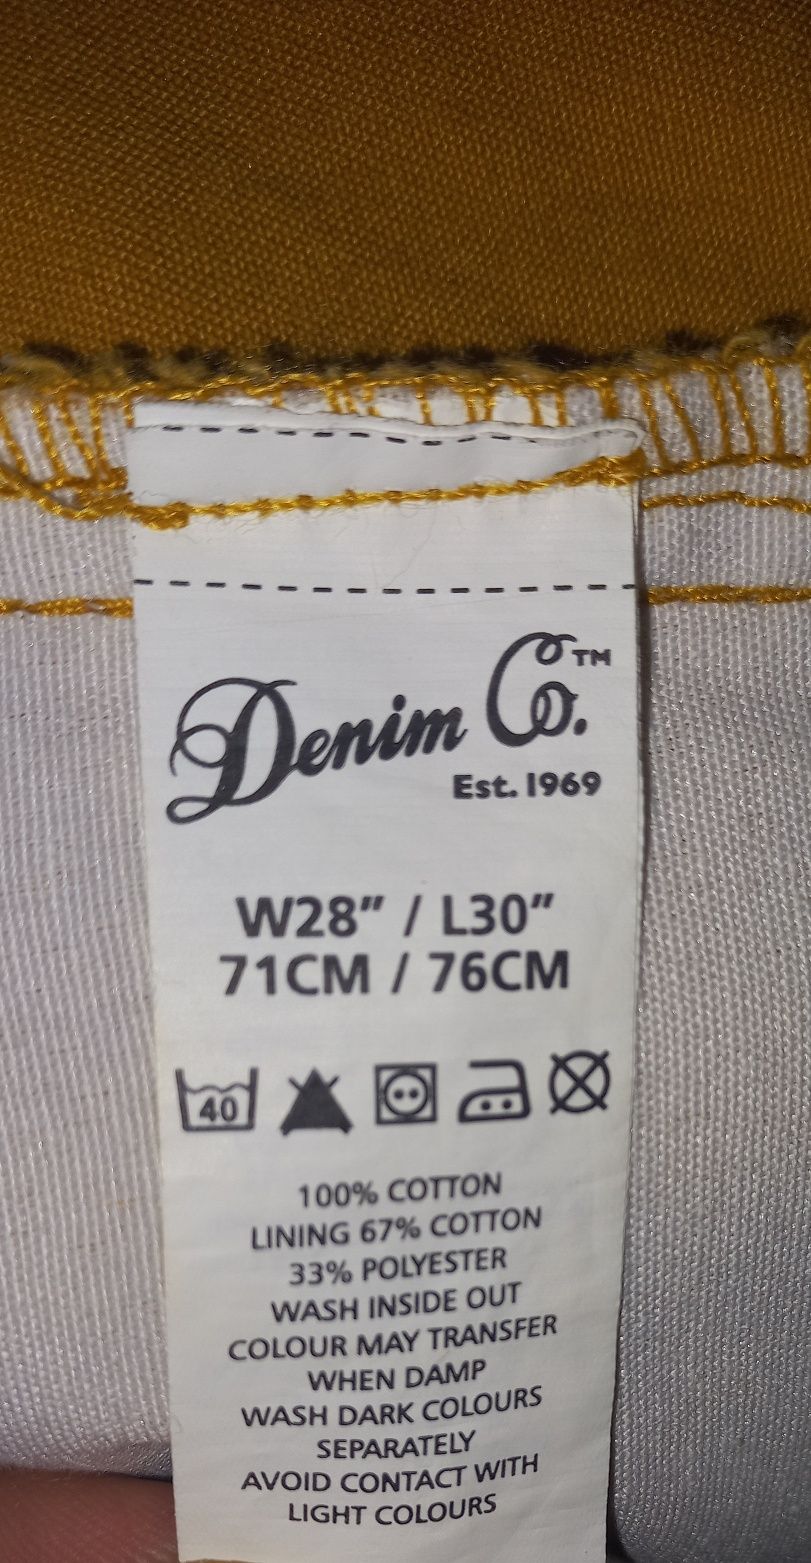 Denim Co.™
Est. 1969
W28" / L30"
71CM / 76CM
40
100% COTTON
LINING 67% COTTON
33% POLYESTER
WASH INSIDE OUT
COLOUR MAY TRANSFER
WHEN DAMP
WASH DARK COLOURS
SEPARATELY
AVOID CONTACT WITH
LIGHT COLOURS